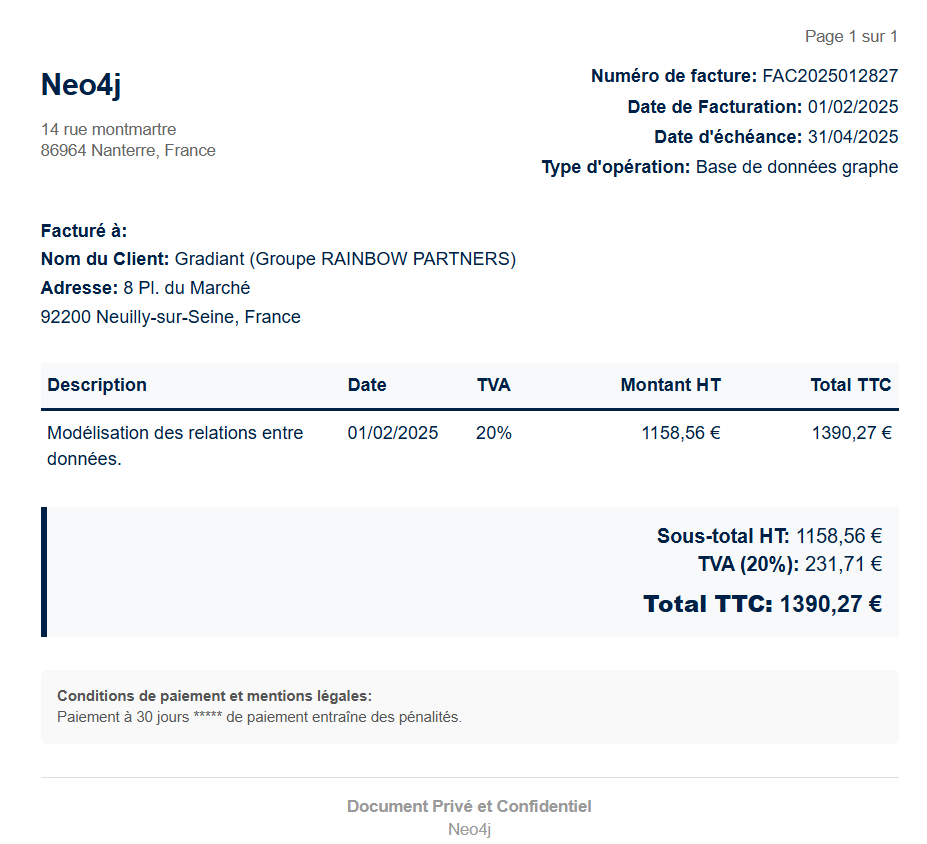 Page 1 sur 1
Neo4j
14 rue montmartre
86964 Nanterre, France
Numéro de facture: FAC2025012827
Date de Facturation: 01/02/2025
Date d'échéance: 31/04/2025
Type d'opération: Base de données graphe
Facturé à:
Nom du Client: Gradiant (Groupe RAINBOW PARTNERS)
Adresse: 8 Pl. du Marché
92200 Neuilly-sur-Seine, France
Description Date TVA Montant HT Total TTC
Modélisation des relations entre 01/02/2025 20% 1158,56 € 1390,27 €
données.
Sous-total HT: 1158,56 €
TVA (20%): 231,71 €
Total TTC: 1390,27 €
Conditions de paiement et mentions légales:
Paiement à 30 jours ***** de paiement entraîne des pénalités.
Document Privé et Confidentiel
Neo4j